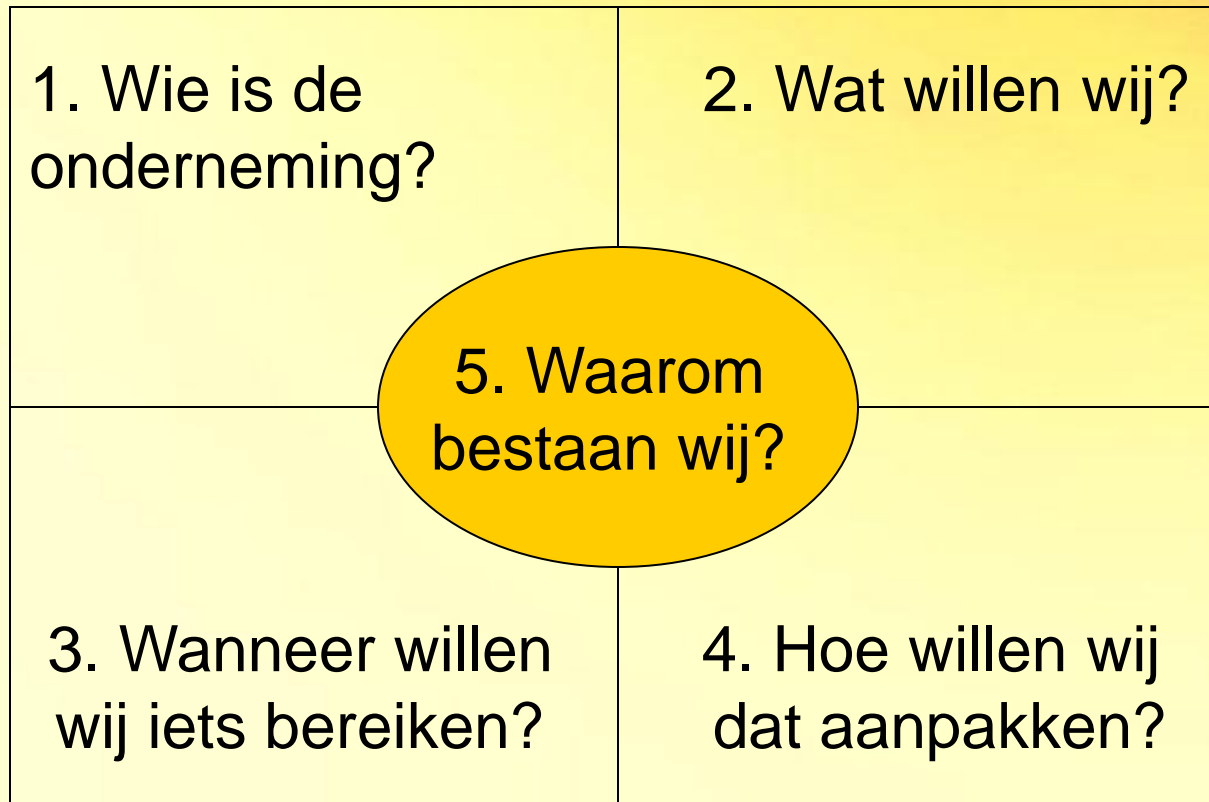 1. Wie is de
onderneming?
2. Wat willen wij?
5. Waarom
bestaan wij?
3. Wanneer willen
wij iets bereiken?
4. Hoe willen wij
dat aanpakken?